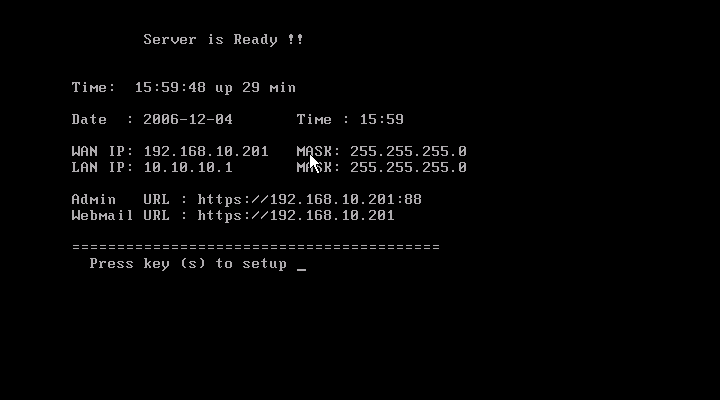 Server is Ready !!
Time: 15:59:48 up 29 min
Date : 2006-12-04 Time : 15:59
WAN IP: 192.168.10.201 MASK: 255.255.255.0
LAN IP: 10.10.10.1 MASK: 255.255.255.0
Admin URL : https://192.168.10.201:88
Webmail URL : https://192.168.10.201
=========================================
Press key (s) to setup _